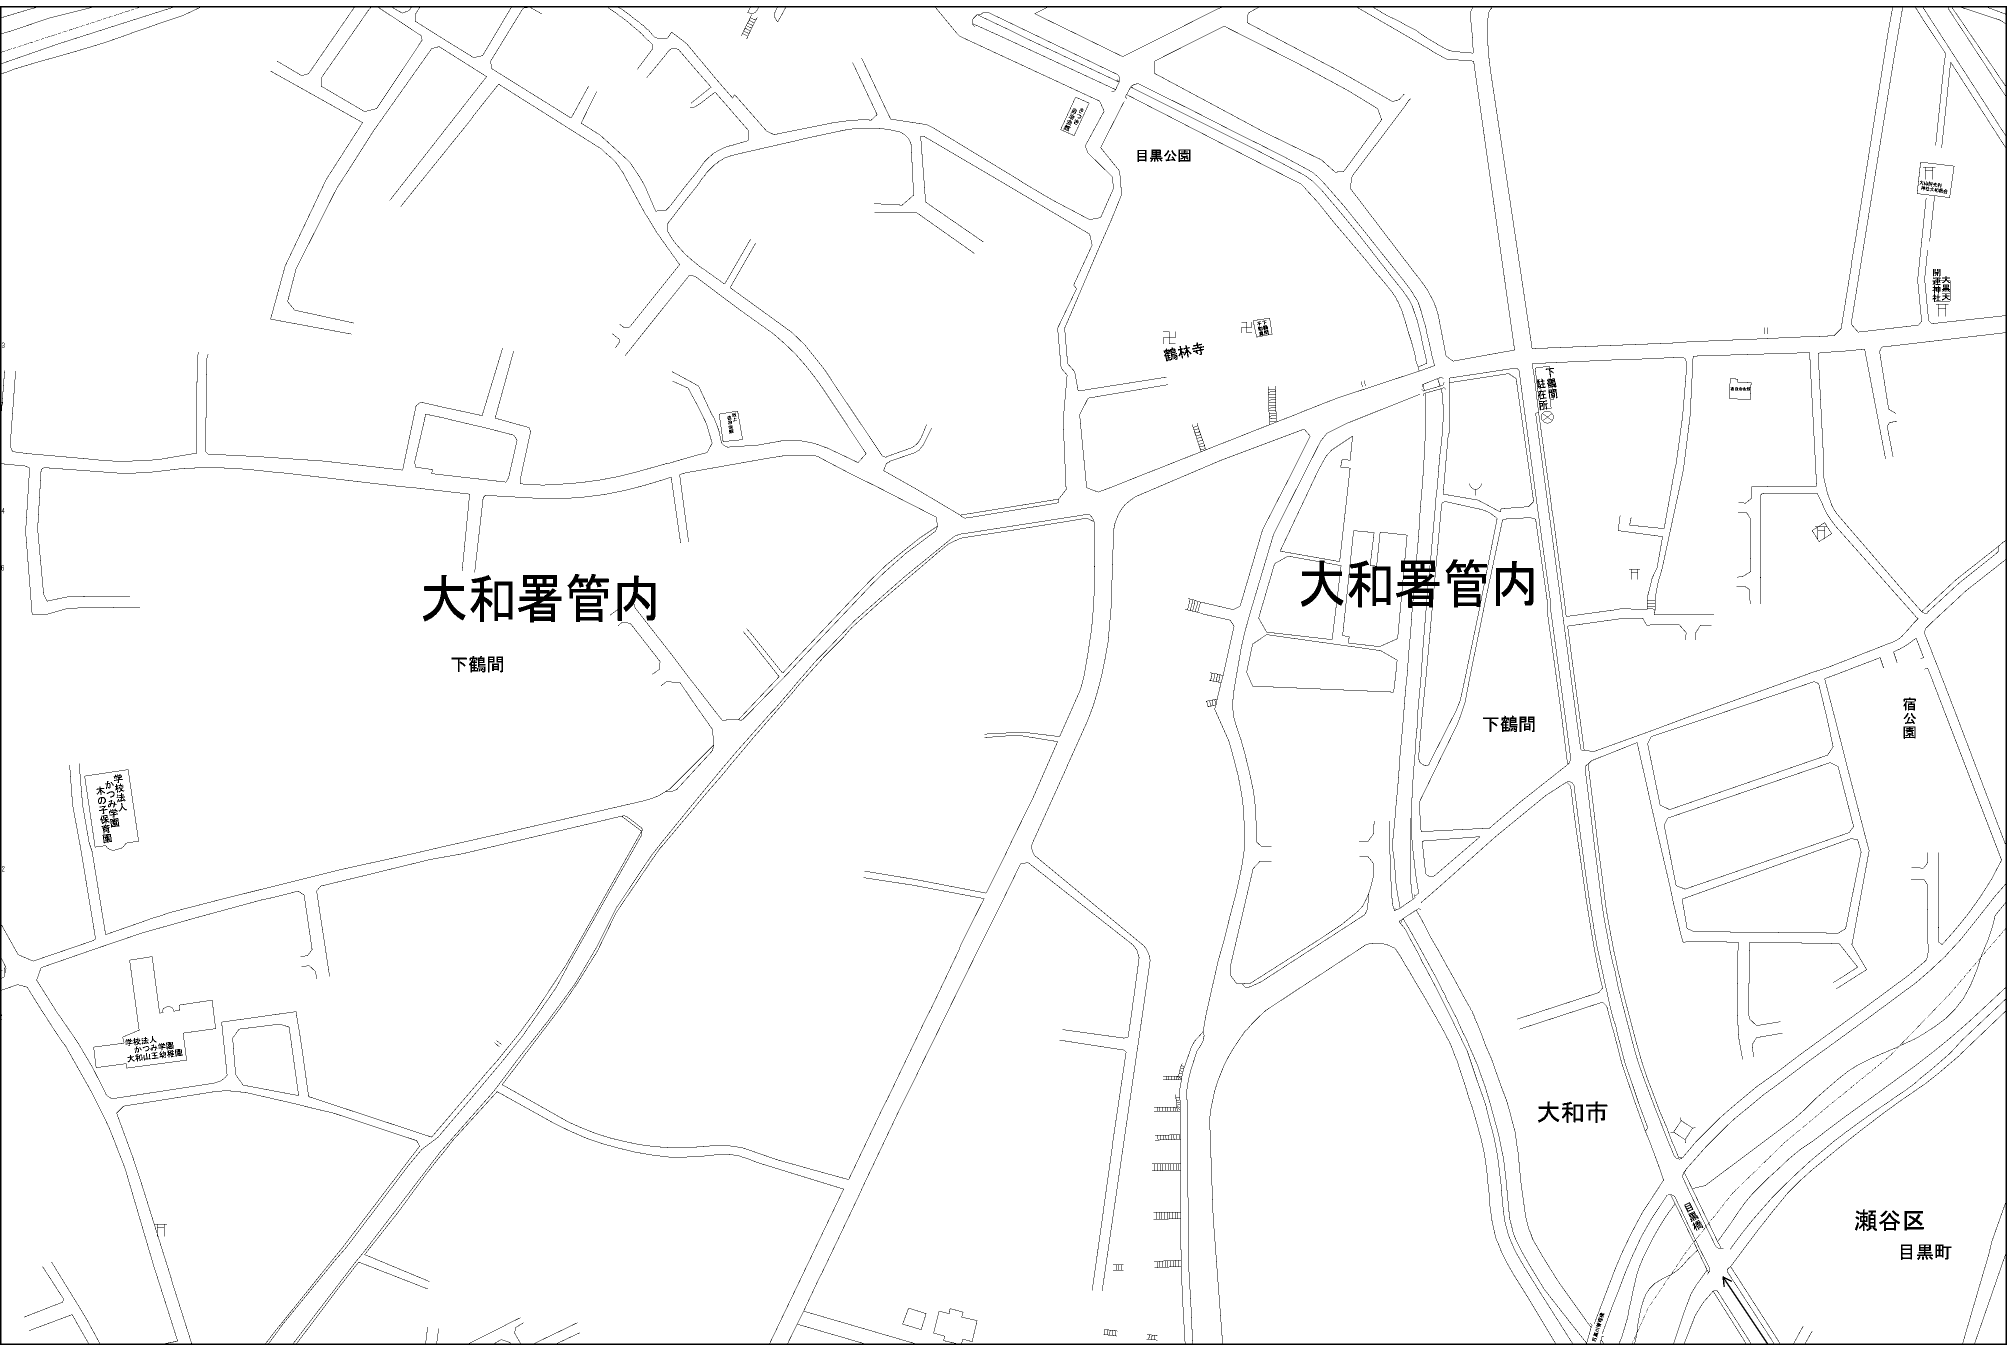 目黒公園
鶴林寺
下鶴間
駐在所
大黒天
開運神社
大和署管内
大和署管内
下鶴間
下鶴間
宿公園
学校法人
かつみ学園
木の子保育園
学校法人
かつみ学園
大和山王幼稚園
大和市
目黒橋
瀬谷区
目黒町